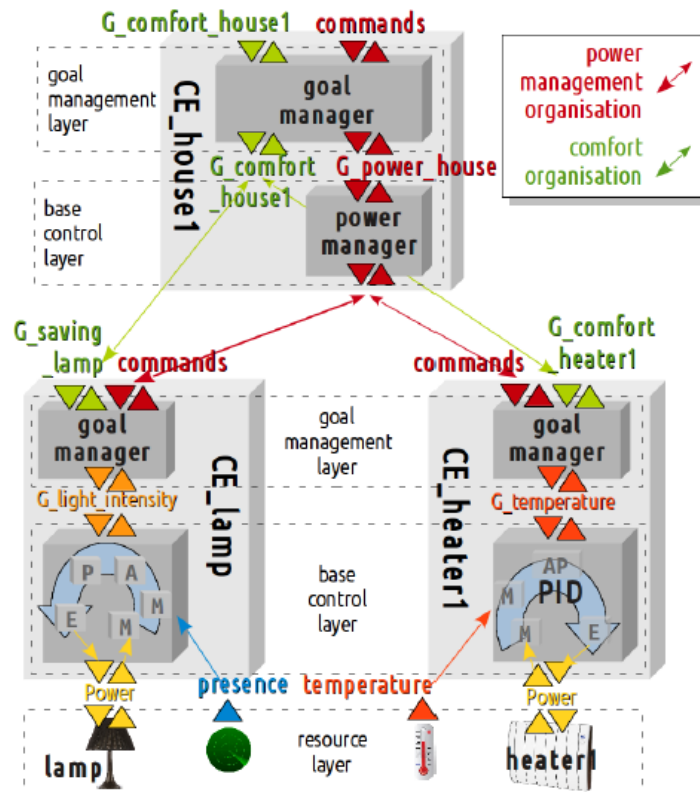 G_comfort_house1
commands
goal
management
layer
CE_house1
goal
manager
G_comfort
_house1
G_power_house
base
control
layer
power
manager
power
management
organisation
comfort
organisation
G_saving
_lamp
commands
commands
G_comfort
_heater1
goal
manager
CE_lamp
goal
management
layer
CE_heater1
goal
manager
G_light_intensity
G_temperature
P
A
M
E
M
base
control
layer
AP
PID
M
M
E
Power
presence
temperature
Power
lamp
resource
layer
heater1